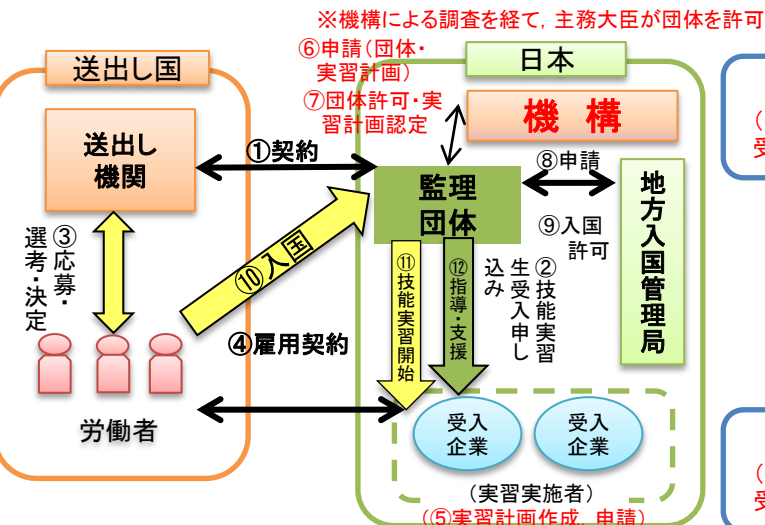 ※機構による調査を経て，主務大臣が団体を許可
⑥申請（団体・
実習計画）
⑦団体許可・実
習計画認定
送出し国
日本
機 構
送出し
機関
①契約
監理
団体
⑧申請
⑨入国
許可
地方入国管理局
③応募・
選考・決定
⑩入国
⑪技能実習開始
⑫指導・支援
②技能実習
生受入申し
込み
④雇用契約
労働者
受入
企業
受入
企業
（実習実施者）
（⑤実習計画作成，申請）
（
受
（
受